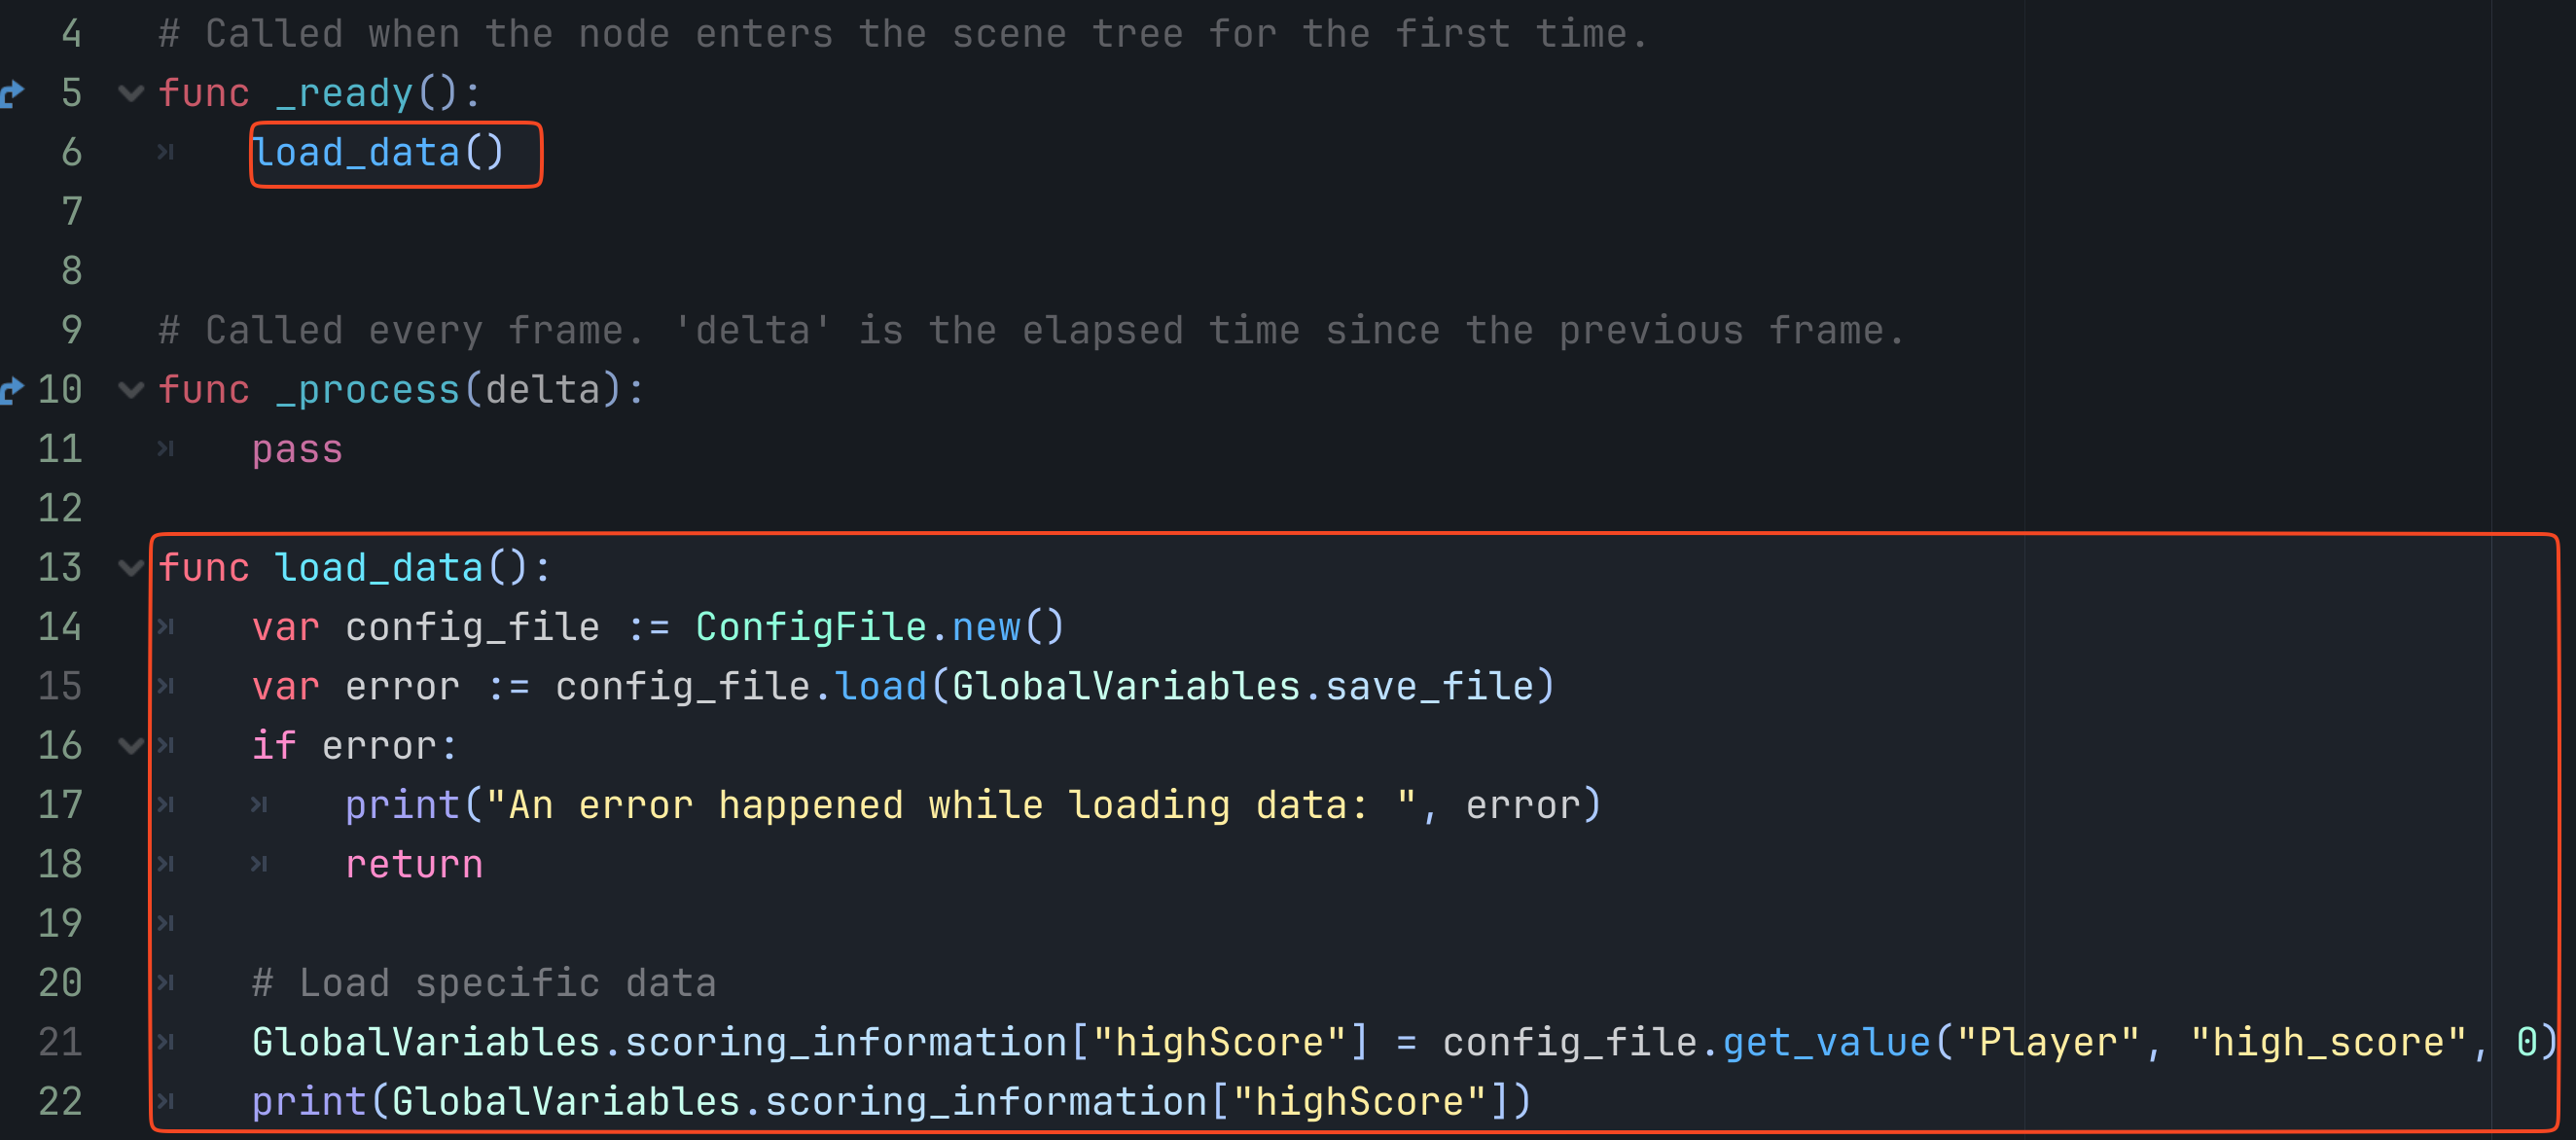 4 # Called when the node enters the scene tree for the first time.
5 func _ready():
6 load_data()
7
8
9 # Called every frame. 'delta' is the elapsed time since the previous frame.
10 func _process(delta):
11 pass
12
13 func load_data():
14 var config_file := ConfigFile.new()
15 var error := config_file.load(GlobalVariables.save_file)
16 if error:
17 print("An error happened while loading data: ", error)
18 return
19
20 # Load specific data
21 GlobalVariables.scoring_information["highScore"] = config_file.get_value("Player", "high_score", 0)
22 print(GlobalVariables.scoring_information["highScore"])